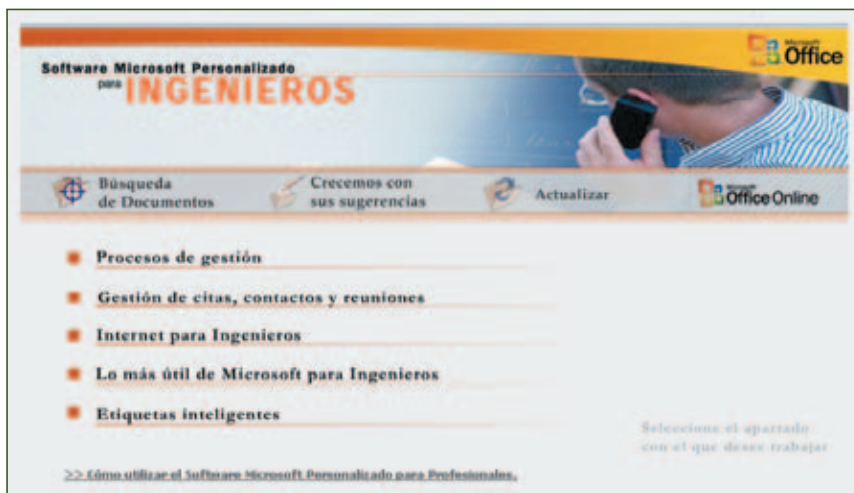 Microsoft
Office
Software Microsoft Personalizado
para INGENIEROS
Búsqueda
de Documentos
Crecemos con
sus sugerencias
Actualizar
Microsoft
Office Online
Procesos de gestión
Gestión de citas, contactos y reuniones
Internet para Ingenieros
Lo más útil de Microsoft para Ingenieros
Etiquetas inteligentes
Seleccione el apartado
con el que desee trabajar
>> Cómo utilizar el Software Microsoft Personalizado para Profesionales.